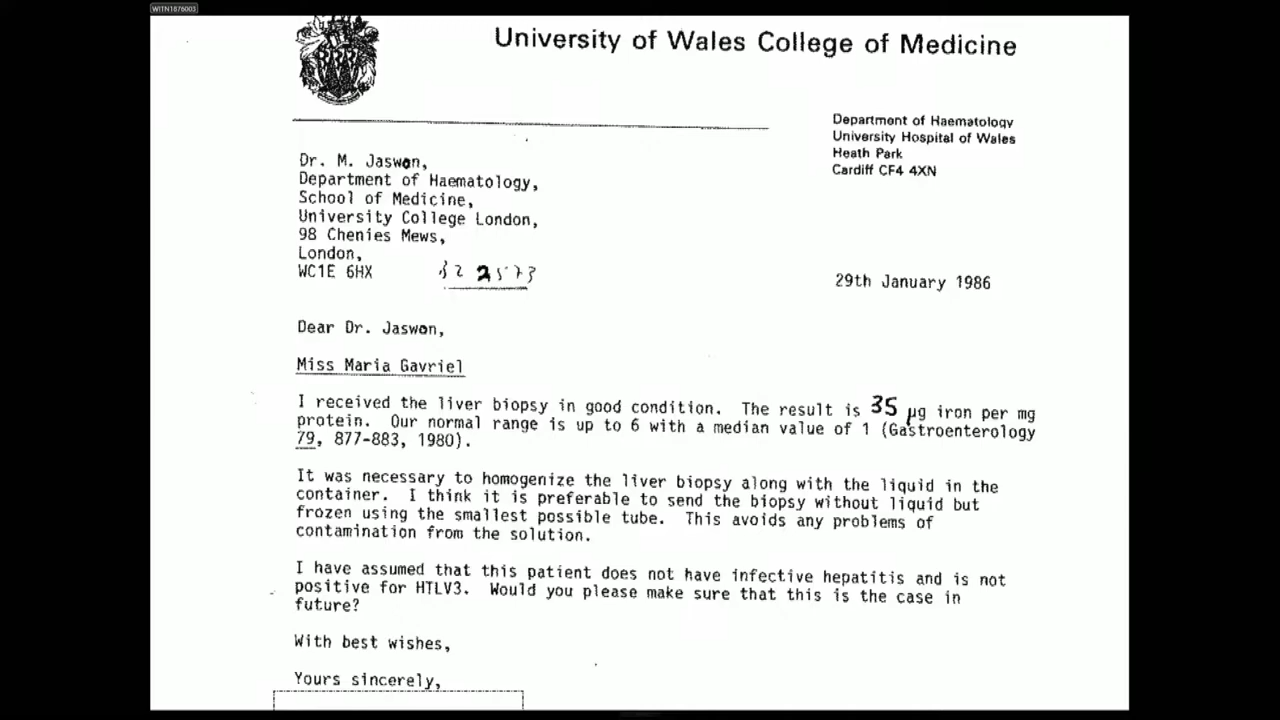 WITN1876003
University of Wales College of Medicine
Department of Haematology
University Hospital of Wales
Heath Park
Cardiff CF4 4XN
Dr. M. Jaswon,
Department of Haematology,
School of Medicine,
University College London,
98 Chenies Mews,
London,
WC1E 6HX
29th January 1986
Dear Dr. Jaswon,
Miss Maria Gavriel
I received the liver biopsy in good condition. The result is 35 µg iron per mg
protein. Our normal range is up to 6 with a median value of 1 (Gastroenterology
79, 877-883, 1980).
It was necessary to homogenize the liver biopsy along with the liquid in the
container. I think it is preferable to send the biopsy without liquid but
frozen using the smallest possible tube. This avoids any problems of
contamination from the solution.
I have assumed that this patient does not have infective hepatitis and is not
positive for HTLV3. Would you please make sure that this is the case in
future?
With best wishes,
Yours sincerely,